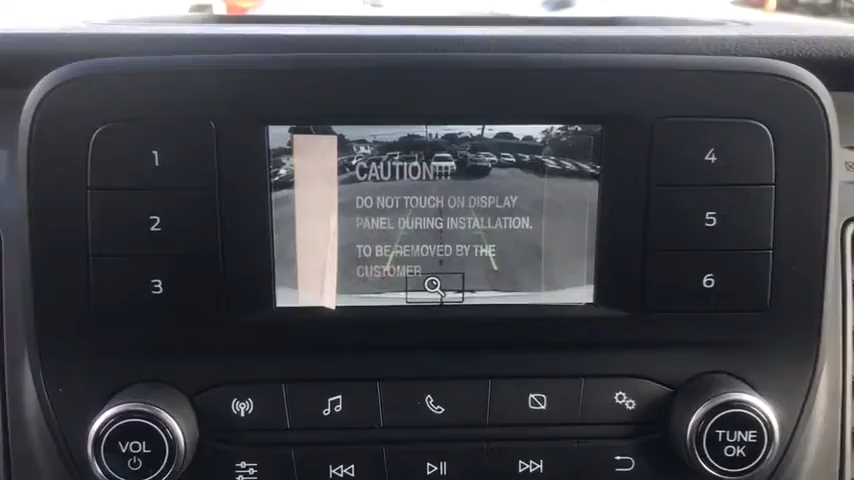 1
2
3
4
5
6
CAUTION!!!
DO NOT TOUCH ON DISPLAY
PANEL DURING INSTALLATION.
TO BE REMOVED BY THE
CUSTOMER
VOL
TUNE
OK